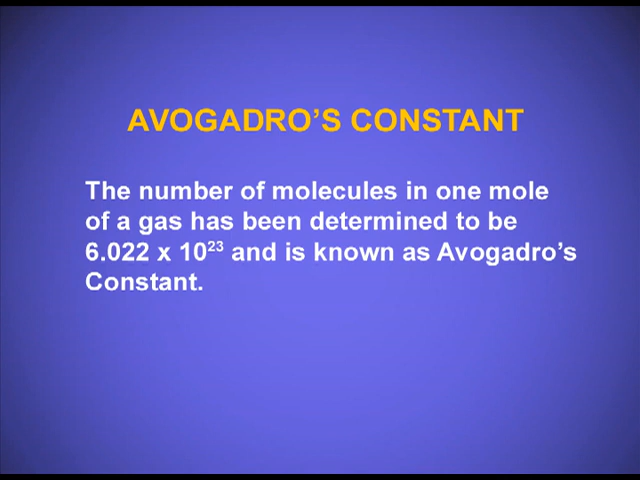 AVOGADRO’S CONSTANT
The number of molecules in one mole
of a gas has been determined to be
6.022 x 10²³ and is known as Avogadro’s
Constant.